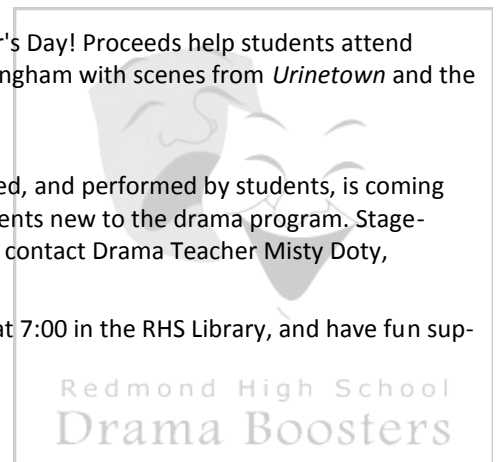 r's Day! Proceeds help students attend
ngham with scenes from Urinetown and the
ed, and performed by students, is coming
ents new to the drama program. Stage-
contact Drama Teacher Misty Doty,
at 7:00 in the RHS Library, and have fun sup-
Redmond High School
Drama Boosters